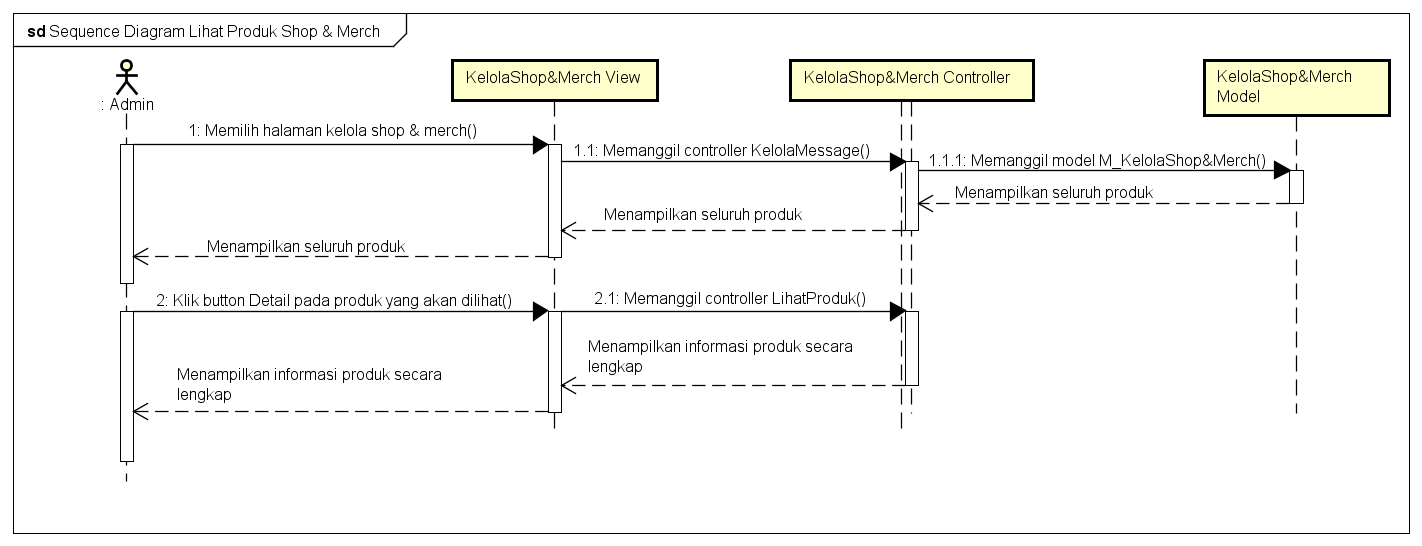 sd Sequence Diagram Lihat Produk Shop & Merch
: Admin
KelolaShop&Merch View
KelolaShop&Merch Controller
KelolaShop&Merch
Model
1: Memilih halaman kelola shop & merch()
1.1: Memanggil controller KelolaMessage()
1.1.1: Memanggil model M_KelolaShop&Merch()
Menampilkan seluruh produk
Menampilkan seluruh produk
Menampilkan seluruh produk
2: Klik button Detail pada produk yang akan dilihat()
2.1: Memanggil controller LihatProduk()
Menampilkan informasi produk secara
lengkap
Menampilkan informasi produk secara
lengkap